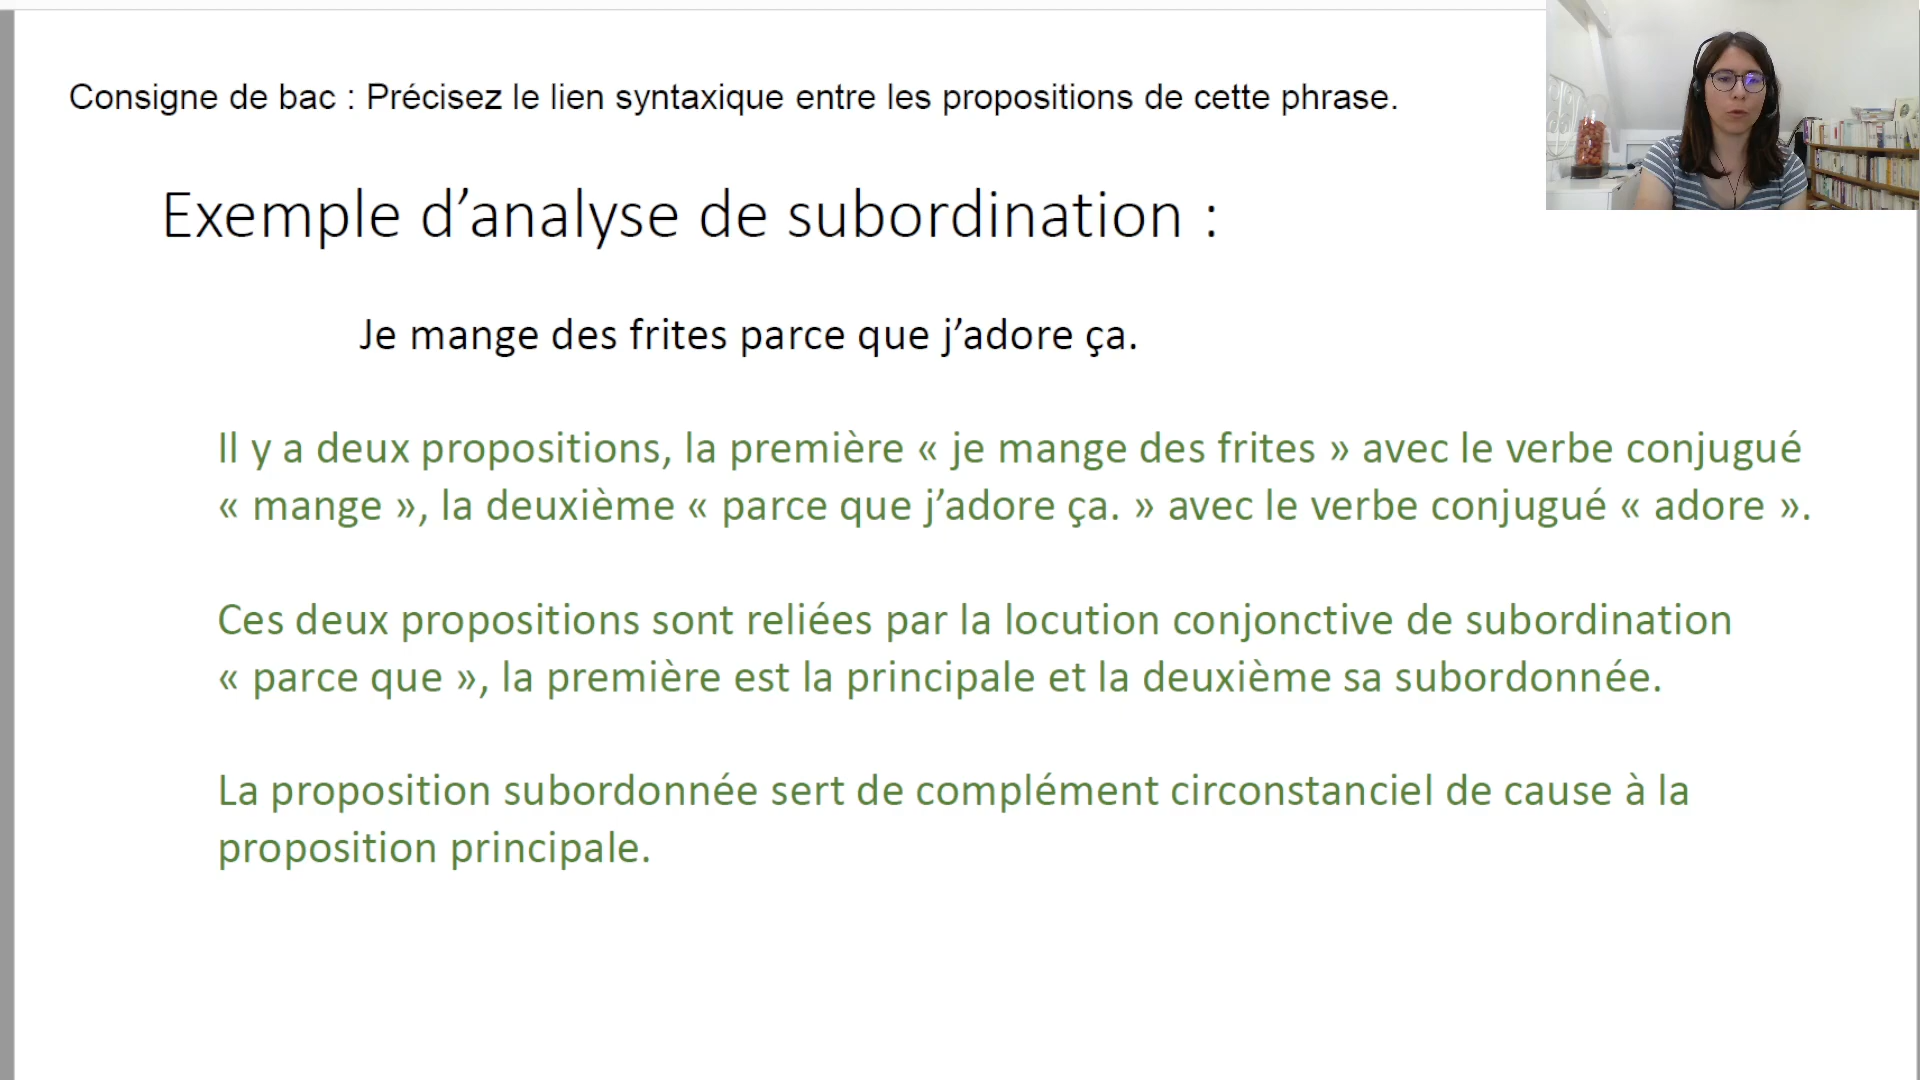 Consigne de bac : Précisez le lien syntaxique entre les propositions de cette phrase.
Exemple d’analyse de subordination :
Je mange des frites parce que j’adore ça.
Il y a deux propositions, la première « je mange des frites » avec le verbe conjugué
« mange », la deuxième « parce que j’adore ça. » avec le verbe conjugué « adore ».
Ces deux propositions sont reliées par la locution conjonctive de subordination
« parce que », la première est la principale et la deuxième sa subordonnée.
La proposition subordonnée sert de complément circonstanciel de cause à la
proposition principale.